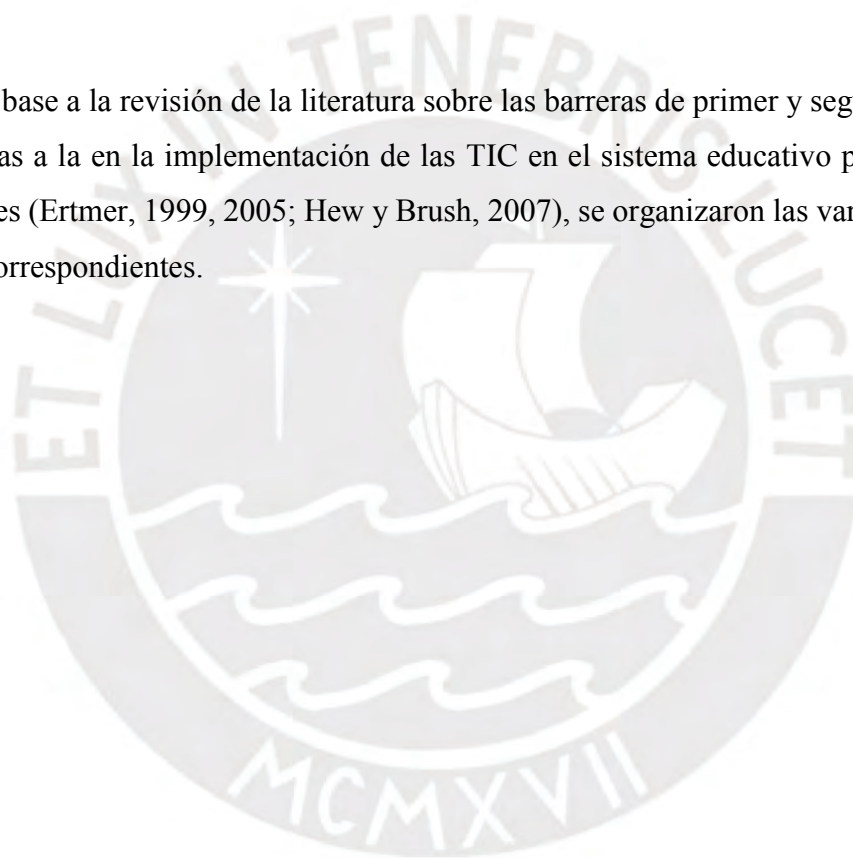 base a la revisión de la literatura sobre las barreras de primer y seg
as a la en la implementación de las TIC en el sistema educativo p
es (Ertmer, 1999, 2005; Hew y Brush, 2007), se organizaron las var
orrespondientes.
ET LUX IN TENEBRIS LUCET
MCMXVII